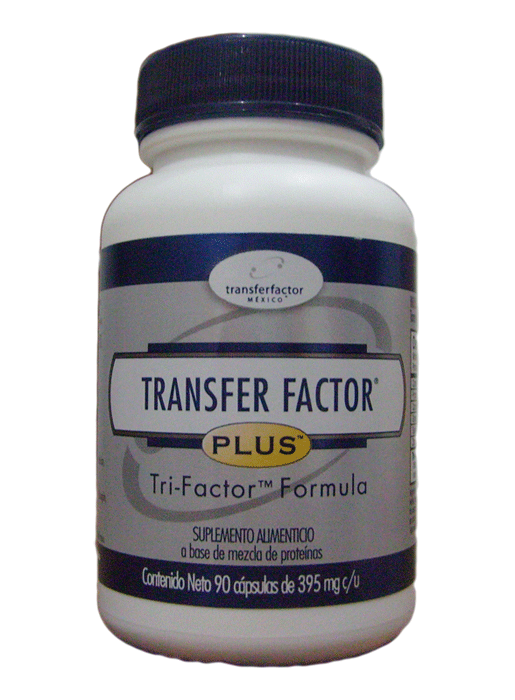 transferfactor
MÉXICO
TRANSFER FACTOR®
PLUS™
Tri-Factor™ Formula
SUPLEMENTO ALIMENTICIO
a base de mezcla de proteínas
Contenido Neto 90 cápsulas de 395 mg c/u